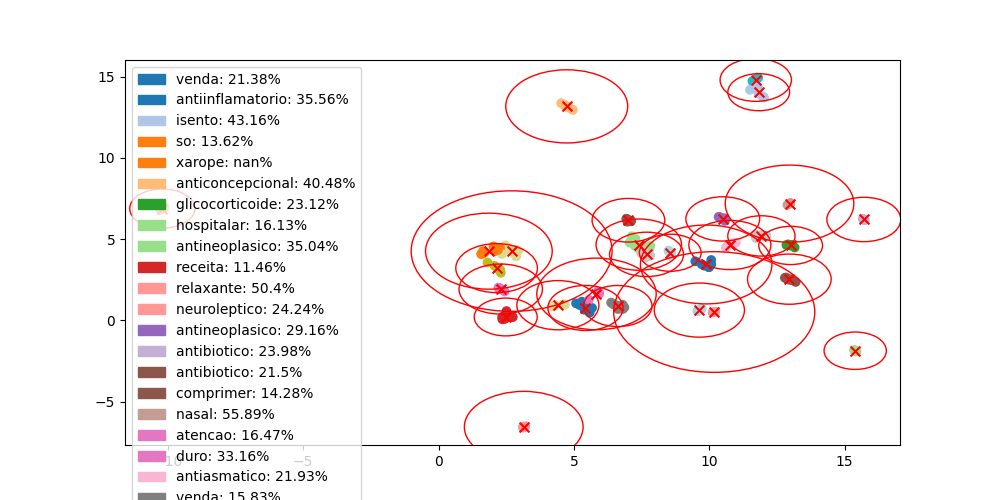 15
10
5
0
−5
venda: 21.38%
antiinflamatorio: 35.56%
isento: 43.16%
so: 13.62%
xarope: nan%
anticoncepcional: 40.48%
glicocorticoide: 23.12%
hospitalar: 16.13%
antineoplasico: 35.04%
receita: 11.46%
relaxante: 50.4%
neuroleptico: 24.24%
antineoplasico: 29.16%
antibiotico: 23.98%
antibiotico: 21.5%
comprimer: 14.28%
nasal: 55.89%
atencao: 16.47%
duro: 33.16%
antiasmatico: 21.93%
venda: 15.83%
−10 −5 0 5 10 15